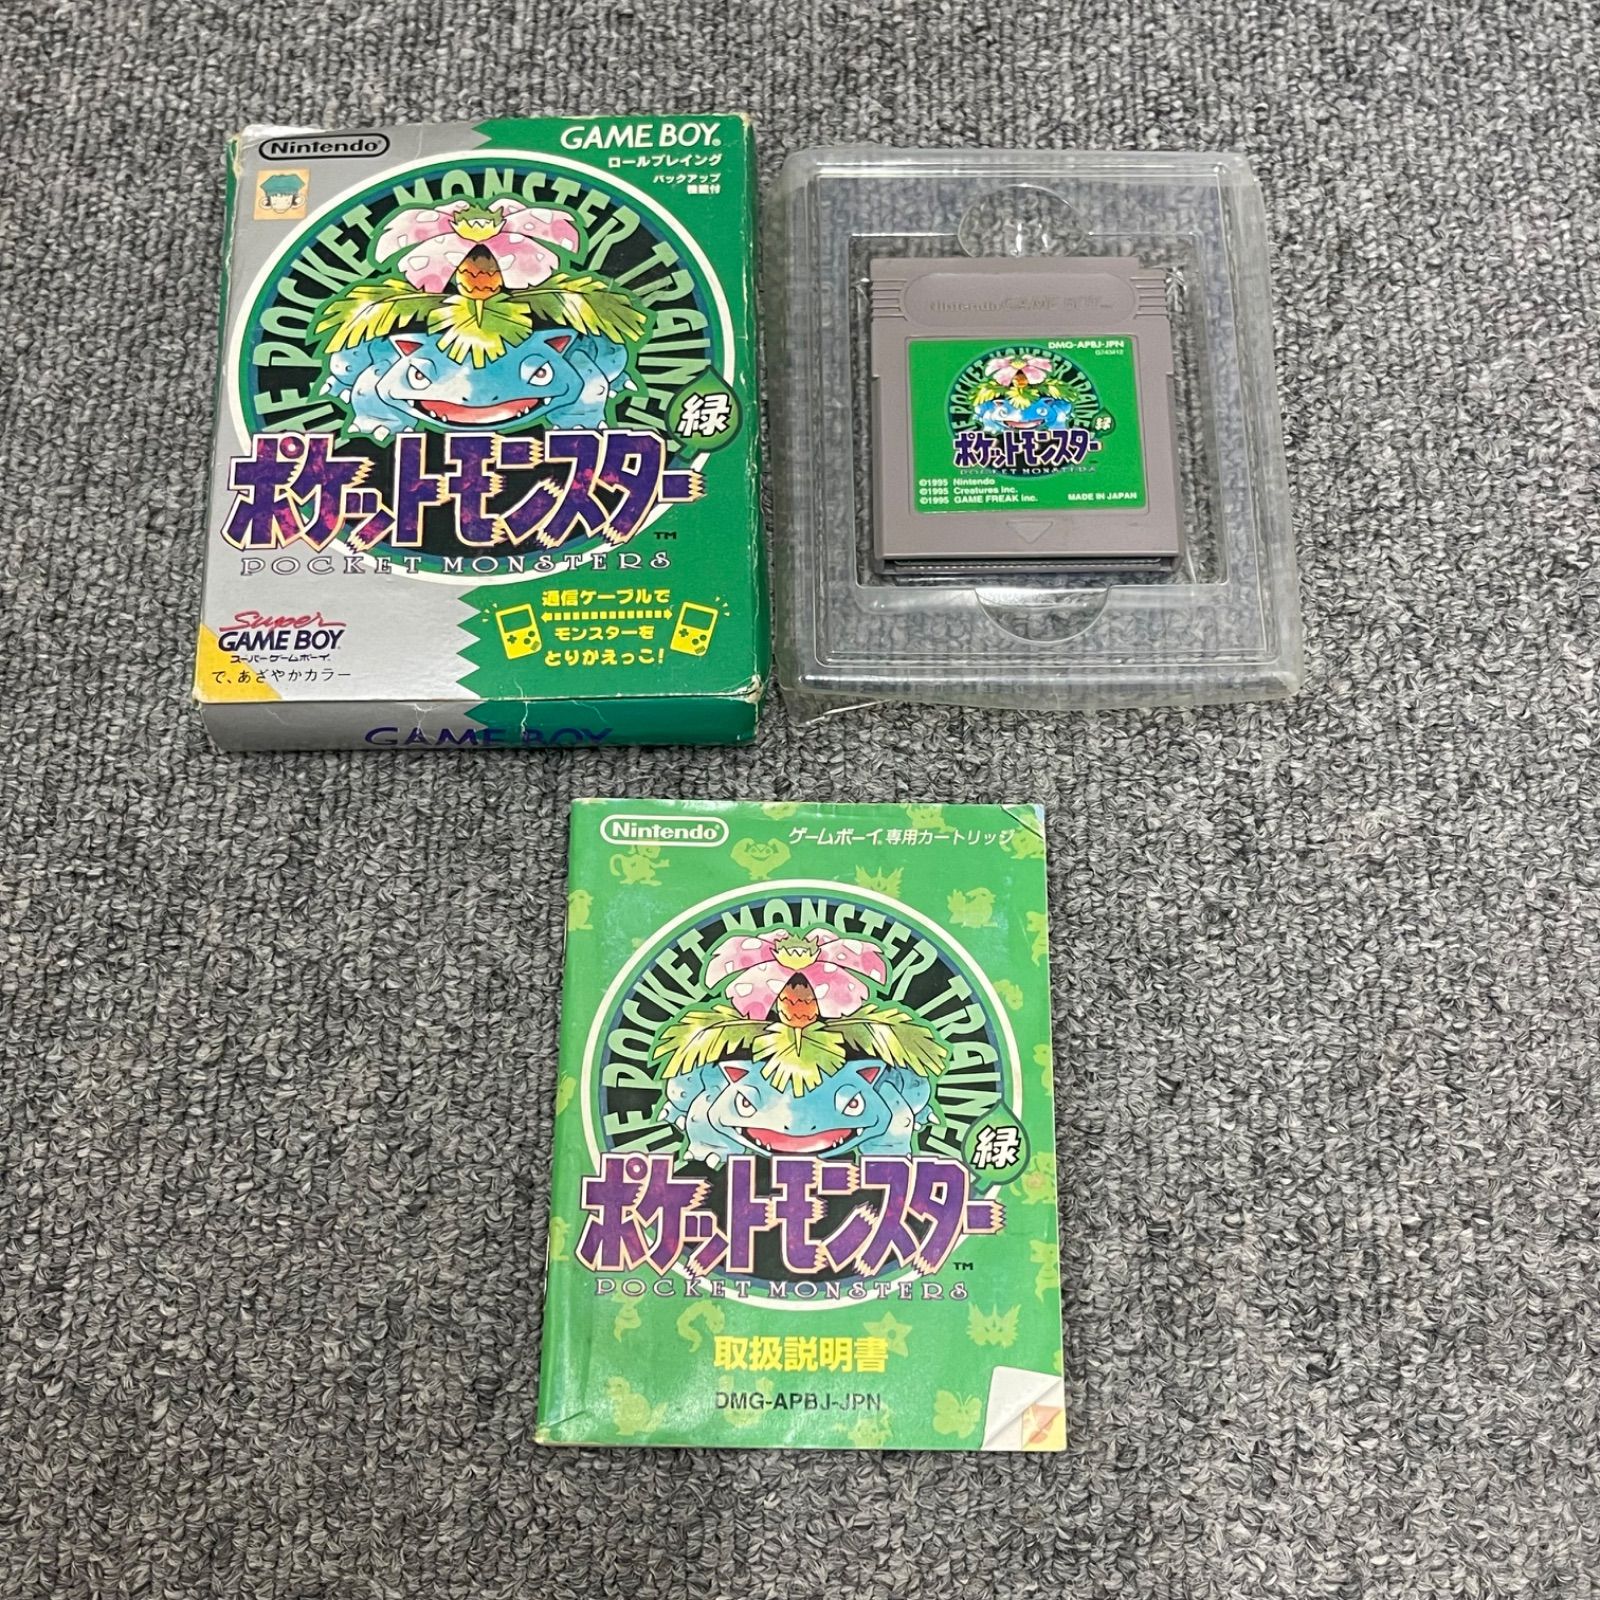 Nintendo
GAME BOY
ロールプレイング
バックアップ
機能付
THE POCKET MONSTER TRAINER
緑
ポケットモンスター
TM
POCKET MONSTERS
Super
GAME BOY
スーパーゲームボーイ
で、あざやかカラー
通信ケーブルで
モンスターを
とりかえっこ!
GAME BOY
Nintendo GAME BOY
DMG-APBJ-JPN
緑
ポケットモンスター
POCKET MONSTERS
©1995 Nintendo
©1995 Creatures inc.
©1995 GAME FREAK inc.
MADE IN JAPAN
Nintendo
ゲームボーイ専用カートリッジ
THE POCKET MONSTER TRAINER
緑
ポケットモンスター
TM
POCKET MONSTERS
取扱説明書
DMG-APBJ-JPN